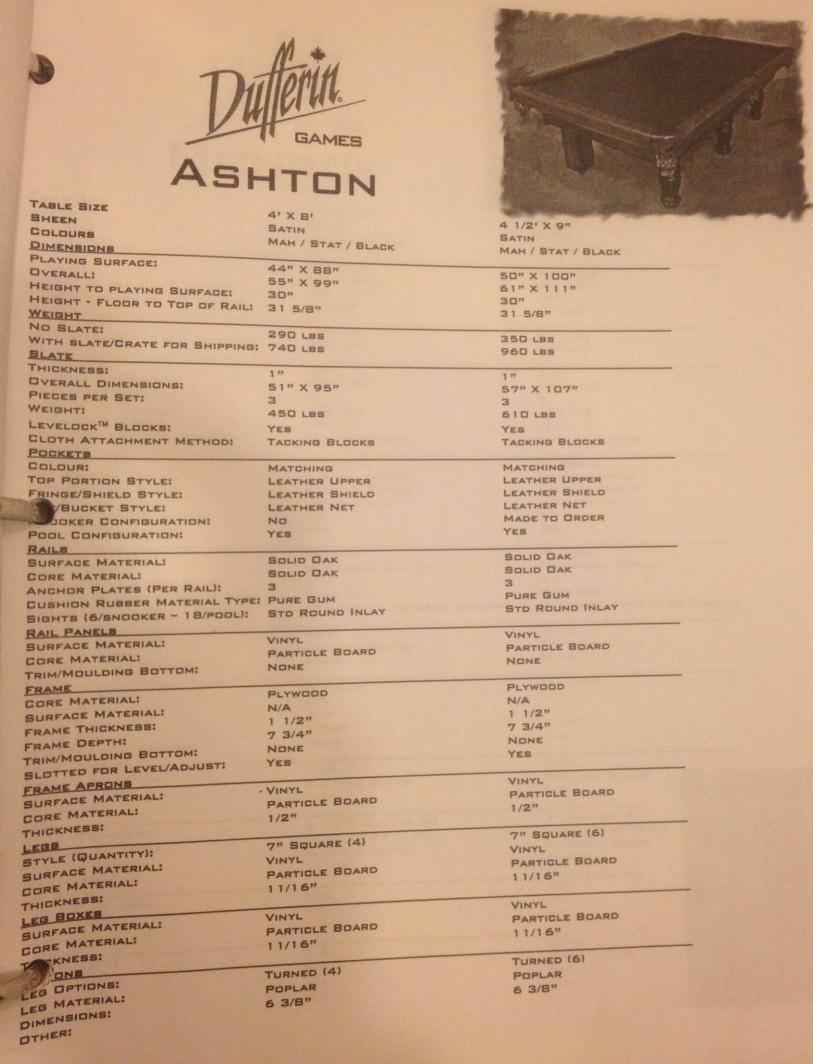 Dufferin
GAMES
ASHTON
TABLE SIZE 4' X 8' 4 1/2' X 9"
SHEEN SATIN SATIN
COLOURS MAH / STAT / BLACK MAH / STAT / BLACK
DIMENSIONS
PLAYING SURFACE: 44" X 88" 50" X 100"
OVERALL: 55" X 99" 61" X 111"
HEIGHT TO PLAYING SURFACE: 30" 30"
HEIGHT - FLOOR TO TOP OF RAIL: 31 5/8" 31 5/8"
WEIGHT
NO SLATE: 290 LBS 350 LBS
WITH SLATE/CRATE FOR SHIPPING: 740 LBS 960 LBS
SLATE
THICKNESS: 1" 1"
OVERALL DIMENSIONS: 51" X 95" 57" X 107"
PIECES PER SET: 3 3
WEIGHT: 450 LBS 610 LBS
LEVELOCK™ BLOCKS: YES YES
CLOTH ATTACHMENT METHOD: TACKING BLOCKS TACKING BLOCKS
POCKETS
COLOUR: MATCHING MATCHING
TOP PORTION STYLE: LEATHER UPPER LEATHER UPPER
FRINGE/SHIELD STYLE: LEATHER SHIELD LEATHER SHIELD
/BUCKET STYLE: LEATHER NET LEATHER NET
OOKER CONFIGURATION: NO MADE TO ORDER
POOL CONFIGURATION: YES YES
RAILS
SURFACE MATERIAL: SOLID OAK SOLID OAK
CORE MATERIAL: SOLID OAK SOLID OAK
ANCHOR PLATES (PER RAIL): 3 3
CUSHION RUBBER MATERIAL TYPE: PURE GUM PURE GUM
SIGHTS (6/SNOOKER – 18/POOL): STD ROUND INLAY STD ROUND INLAY
RAIL PANELS
SURFACE MATERIAL: VINYL VINYL
CORE MATERIAL: PARTICLE BOARD PARTICLE BOARD
TRIM/MOULDING BOTTOM: NONE NONE
FRAME
CORE MATERIAL: PLYWOOD PLYWOOD
SURFACE MATERIAL: N/A N/A
FRAME THICKNESS: 1 1/2" 1 1/2"
FRAME DEPTH: 7 3/4" 7 3/4"
TRIM/MOULDING BOTTOM: NONE NONE
SLOTTED FOR LEVEL/ADJUST: YES YES
FRAME APRONS
SURFACE MATERIAL: VINYL VINYL
CORE MATERIAL: PARTICLE BOARD PARTICLE BOARD
THICKNESS: 1/2" 1/2"
LEGS
STYLE (QUANTITY): 7" SQUARE (4) 7" SQUARE (6)
SURFACE MATERIAL: VINYL VINYL
CORE MATERIAL: PARTICLE BOARD PARTICLE BOARD
THICKNESS: 11/16" 11/16"
LEG BOXES
SURFACE MATERIAL: VINYL VINYL
CORE MATERIAL: PARTICLE BOARD PARTICLE BOARD
KNESS: 11/16" 11/16"
ONS
LEG OPTIONS: TURNED (4) TURNED (6)
LEG MATERIAL: POPLAR POPLAR
DIMENSIONS: 6 3/8" 6 3/8"
OTHER: